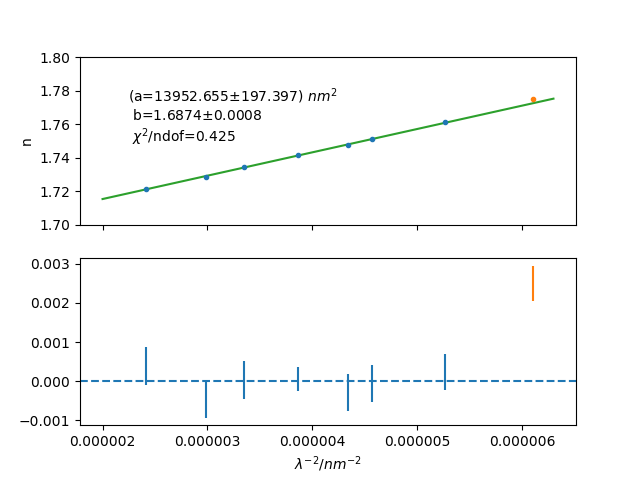 1.80
1.78
1.76
1.74
1.72
1.70
n
(a=13952.655±197.397) nm²
b=1.6874±0.0008
χ²/ndof=0.425
0.003
0.002
0.001
0.000
−0.001
0.000002 0.000003 0.000004 0.000005 0.000006
λ⁻²/nm⁻²